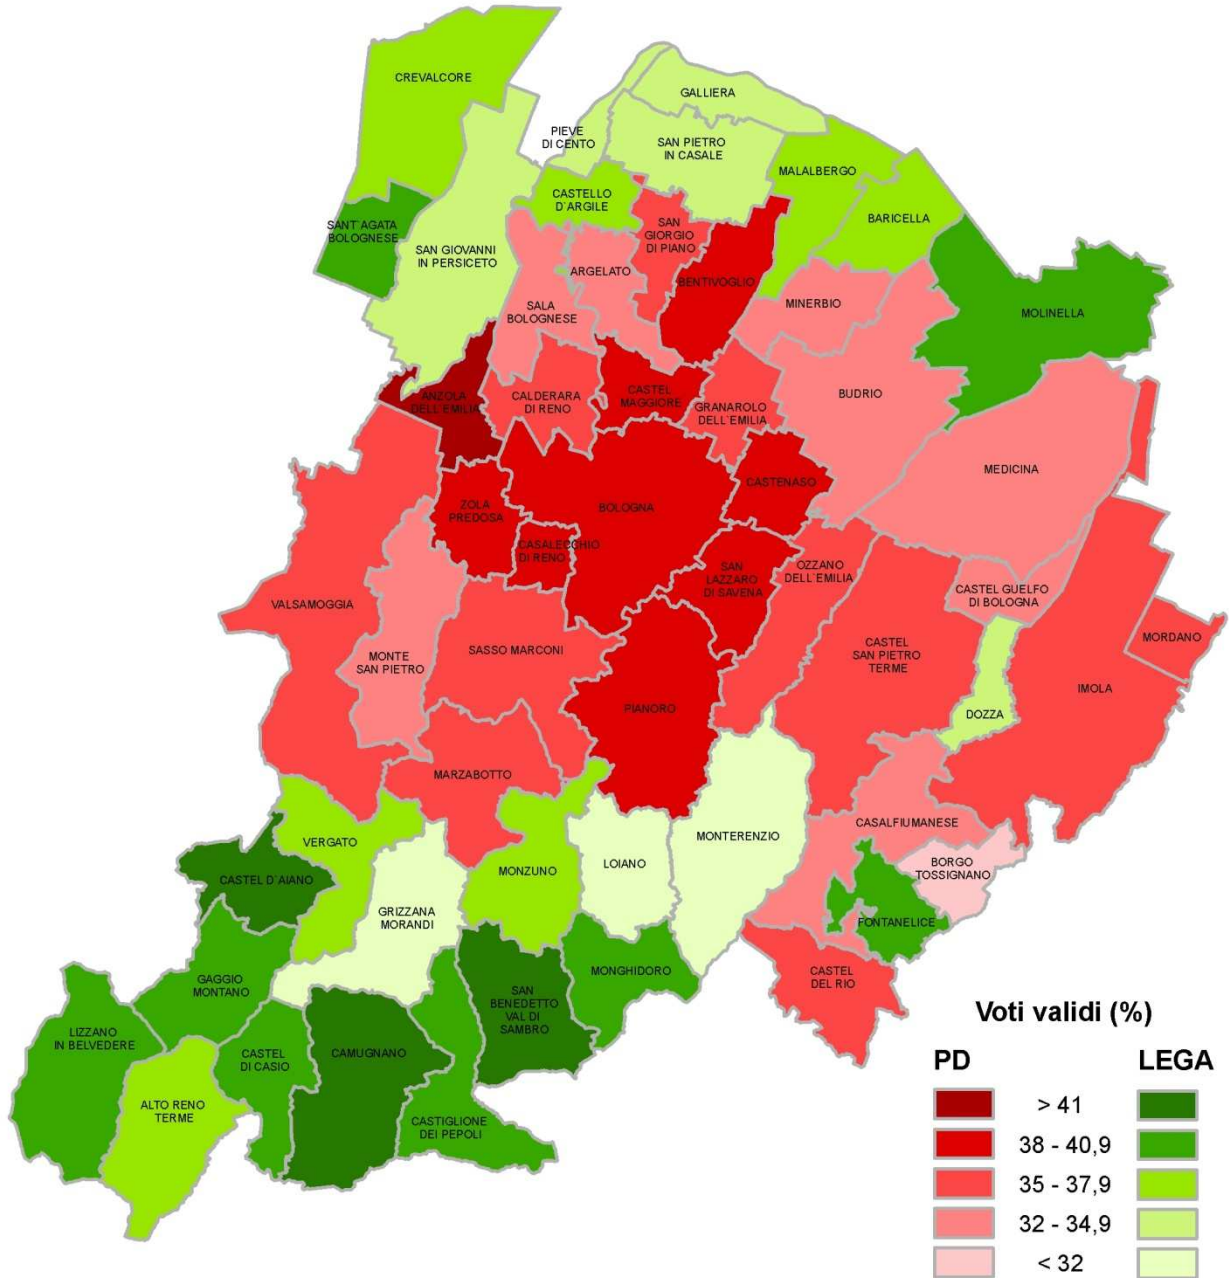 CREVALCORE
GALLIERA
PIEVE
DI CENTO
SAN PIETRO
IN CASALE
MALALBERGO
CASTELLO
D`ARGILE
BARICELLA
SANT`AGATA
BOLOGNESE
SAN GIOVANNI
IN PERSICETO
SAN
GIORGIO
DI PIANO
ARGELATO
BENTIVOGLIO
SALA
BOLOGNESE
MINERBIO
MOLINELLA
ANZOLA
DELL`EMILIA
CALDERARA
DI RENO
CASTEL
MAGGIORE
GRANAROLO
DELL`EMILIA
BUDRIO
MEDICINA
ZOLA
PREDOSA
BOLOGNA
CASTENASO
CASALECCHIO
DI RENO
SAN
LAZZARO
DI SAVENA
OZZANO
DELL`EMILIA
CASTEL GUELFO
DI BOLOGNA
VALSAMOGGIA
MONTE
SAN PIETRO
SASSO MARCONI
CASTEL
SAN PIETRO
TERME
MORDANO
IMOLA
PIANORO
DOZZA
MARZABOTTO
CASALFIUMANESE
VERGATO
MONTERENZIO
BORGO
TOSSIGNANO
CASTEL D`AIANO
MONZUNO
LOIANO
GRIZZANA
MORANDI
FONTANELICE
GAGGIO
MONTANO
MONGHIDORO
CASTEL
DEL RIO
SAN
BENEDETTO
VAL DI
SAMBRO
LIZZANO
IN BELVEDERE
CASTEL
DI CASIO
CAMUGNANO
ALTO RENO
TERME
CASTIGLIONE
DEI PEPOLI
Voti validi (%)
PD LEGA
> 41
38 - 40,9
35 - 37,9
32 - 34,9
< 32